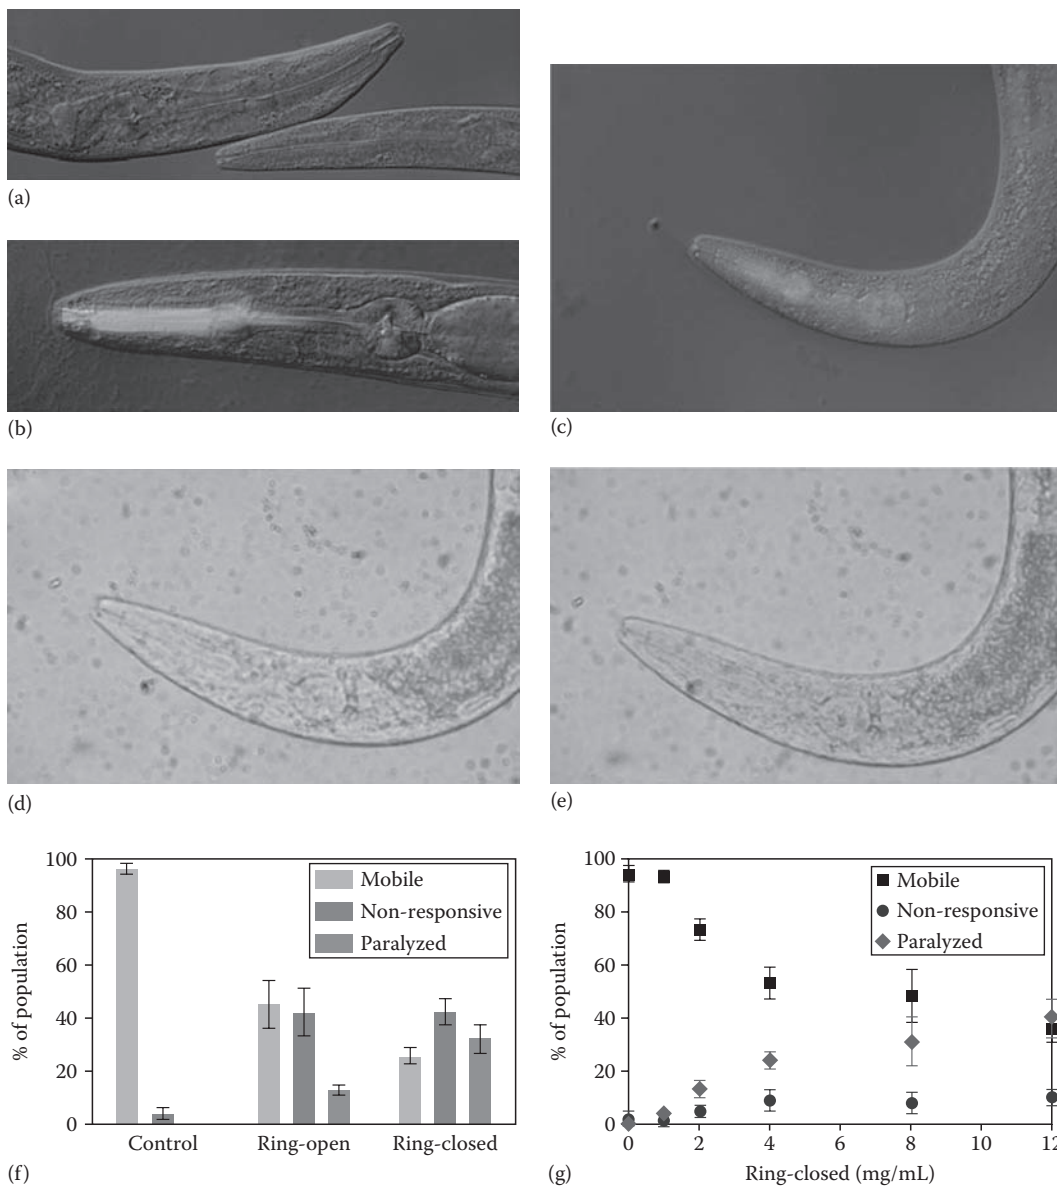 (a)
(b)
(c)
(d)
(e)
100
80
60
40
20
0
% of population
Mobile
Non-responsive
Paralyzed
Control
Ring-open
Ring-closed
(f)
100
80
60
40
20
0
% of population
Mobile
Non-responsive
Paralyzed
0
2
4
6
8
10
12
Ring-closed (mg/mL)
(g)